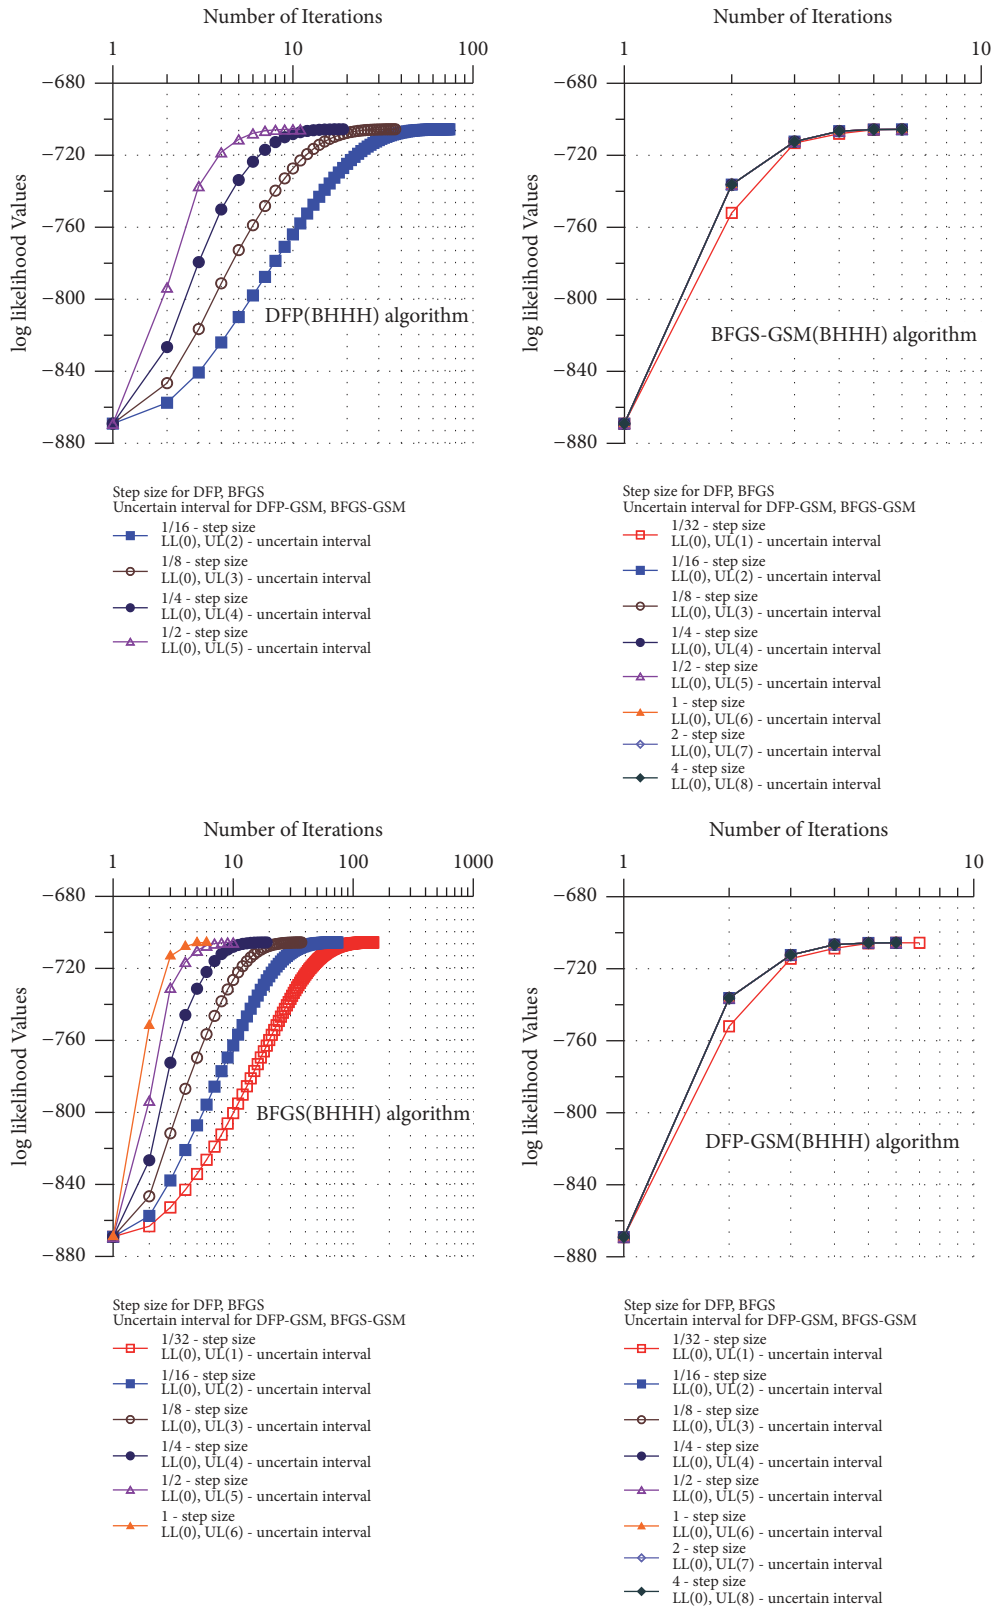 Number of Iterations
1 10 100
−680
−720
−760
−800
−840
−880
log likelihood Values
DFP(BHHH) algorithm
Step size for DFP, BFGS
Uncertain interval for DFP-GSM, BFGS-GSM
1/16 - step size
LL(0), UL(2) - uncertain interval
1/8 - step size
LL(0), UL(3) - uncertain interval
1/4 - step size
LL(0), UL(4) - uncertain interval
1/2 - step size
LL(0), UL(5) - uncertain interval
Number of Iterations
1 10
−680
−720
−760
−800
−840
−880
log likelihood Values
BFGS-GSM(BHHH) algorithm
Step size for DFP, BFGS
Uncertain interval for DFP-GSM, BFGS-GSM
1/32 - step size
LL(0), UL(1) - uncertain interval
1/16 - step size
LL(0), UL(2) - uncertain interval
1/8 - step size
LL(0), UL(3) - uncertain interval
1/4 - step size
LL(0), UL(4) - uncertain interval
1/2 - step size
LL(0), UL(5) - uncertain interval
1 - step size
LL(0), UL(6) - uncertain interval
2 - step size
LL(0), UL(7) - uncertain interval
4 - step size
LL(0), UL(8) - uncertain interval
Number of Iterations
1 10 100 1000
−680
−720
−760
−800
−840
−880
log likelihood Values
BFGS(BHHH) algorithm
Step size for DFP, BFGS
Uncertain interval for DFP-GSM, BFGS-GSM
1/32 - step size
LL(0), UL(1) - uncertain interval
1/16 - step size
LL(0), UL(2) - uncertain interval
1/8 - step size
LL(0), UL(3) - uncertain interval
1/4 - step size
LL(0), UL(4) - uncertain interval
1/2 - step size
LL(0), UL(5) - uncertain interval
1 - step size
LL(0), UL(6) - uncertain interval
Number of Iterations
1 10
−680
−720
−760
−800
−840
−880
log likelihood Values
DFP-GSM(BHHH) algorithm
Step size for DFP, BFGS
Uncertain interval for DFP-GSM, BFGS-GSM
1/32 - step size
LL(0), UL(1) - uncertain interval
1/16 - step size
LL(0), UL(2) - uncertain interval
1/8 - step size
LL(0), UL(3) - uncertain interval
1/4 - step size
LL(0), UL(4) - uncertain interval
1/2 - step size
LL(0), UL(5) - uncertain interval
1 - step size
LL(0), UL(6) - uncertain interval
2 - step size
LL(0), UL(7) - uncertain interval
4 - step size
LL(0), UL(8) - uncertain interval